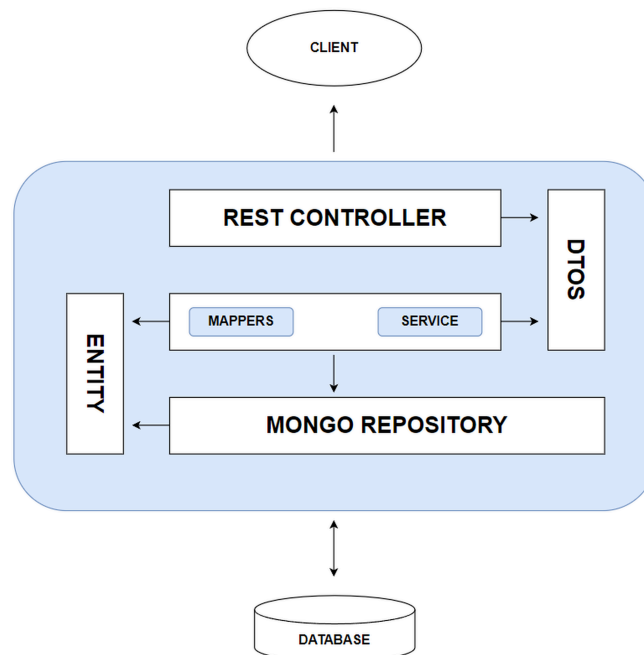 CLIENT
REST CONTROLLER
DTOS
MAPPERS
SERVICE
ENTITY
MONGO REPOSITORY
DATABASE